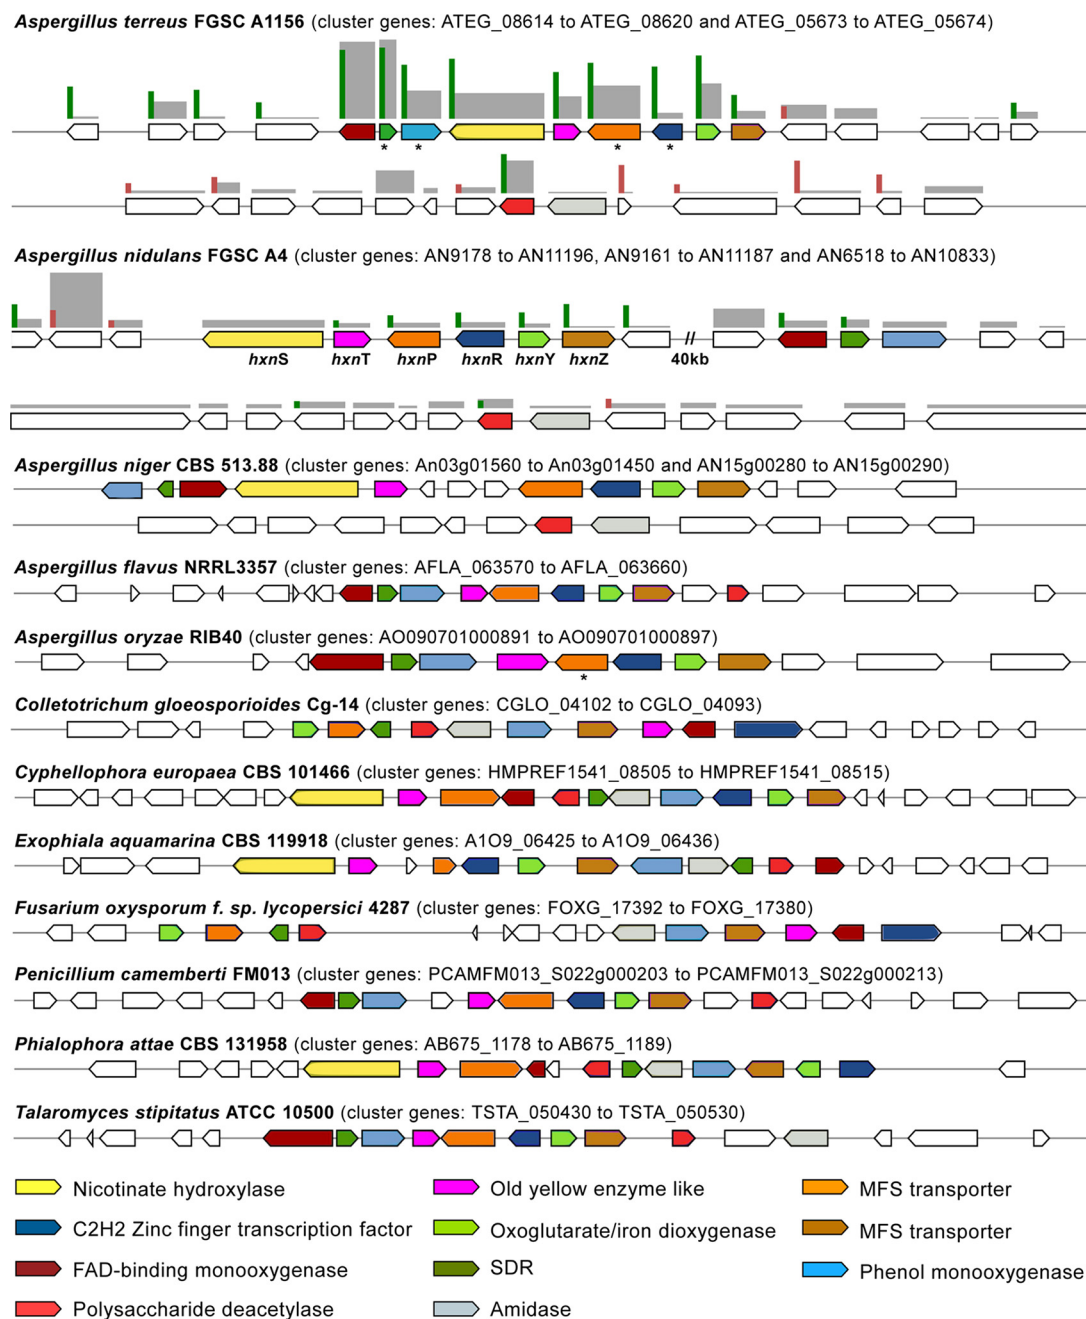 Aspergillus terreus FGSC A1156 (cluster genes: ATEG_08614 to ATEG_08620 and ATEG_05673 to ATEG_05674)
* * * *
Aspergillus nidulans FGSC A4 (cluster genes: AN9178 to AN11196, AN9161 to AN11187 and AN6518 to AN10833)
//
hxnS hxnT hxnP hxnR hxnY hxnZ 40kb
Aspergillus niger CBS 513.88 (cluster genes: An03g01560 to An03g01450 and AN15g00280 to AN15g00290)
Aspergillus flavus NRRL3357 (cluster genes: AFLA_063570 to AFLA_063660)
Aspergillus oryzae RIB40 (cluster genes: AO090701000891 to AO090701000897)
*
Colletotrichum gloeosporioides Cg-14 (cluster genes: CGLO_04102 to CGLO_04093)
Cyphellophora europaea CBS 101466 (cluster genes: HMPREF1541_08505 to HMPREF1541_08515)
Exophiala aquamarina CBS 119918 (cluster genes: A1O9_06425 to A1O9_06436)
Fusarium oxysporum f. sp. lycopersici 4287 (cluster genes: FOXG_17392 to FOXG_17380)
Penicillium camemberti FM013 (cluster genes: PCAMFM013_S022g000203 to PCAMFM013_S022g000213)
Phialophora attae CBS 131958 (cluster genes: AB675_1178 to AB675_1189)
Talaromyces stipitatus ATCC 10500 (cluster genes: TSTA_050430 to TSTA_050530)
Nicotinate hydroxylase
Old yellow enzyme like
MFS transporter
C2H2 Zinc finger transcription factor
Oxoglutarate/iron dioxygenase
MFS transporter
FAD-binding monooxygenase
SDR
Phenol monooxygenase
Polysaccharide deacetylase
Amidase